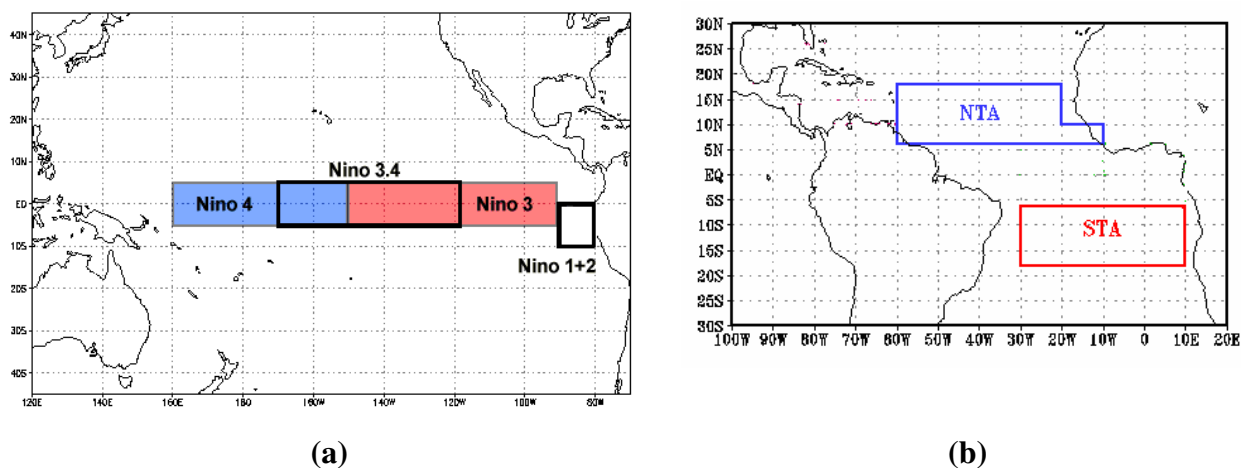 40N
30N
20N
10N
EQ
10S
20S
30S
40S
Nino 3.4
Nino 4
Nino 3
Nino 1+2
120E 140E 160E 180 160W 140W 120W 100W 80W
(a)
30N
25N
20N
15N
10N
5N
EQ
5S
10S
15S
20S
25S
30S
NTA
STA
100W 90W 80W 70W 60W 50W 40W 30W 20W 10W 0 10E 20E
(b)